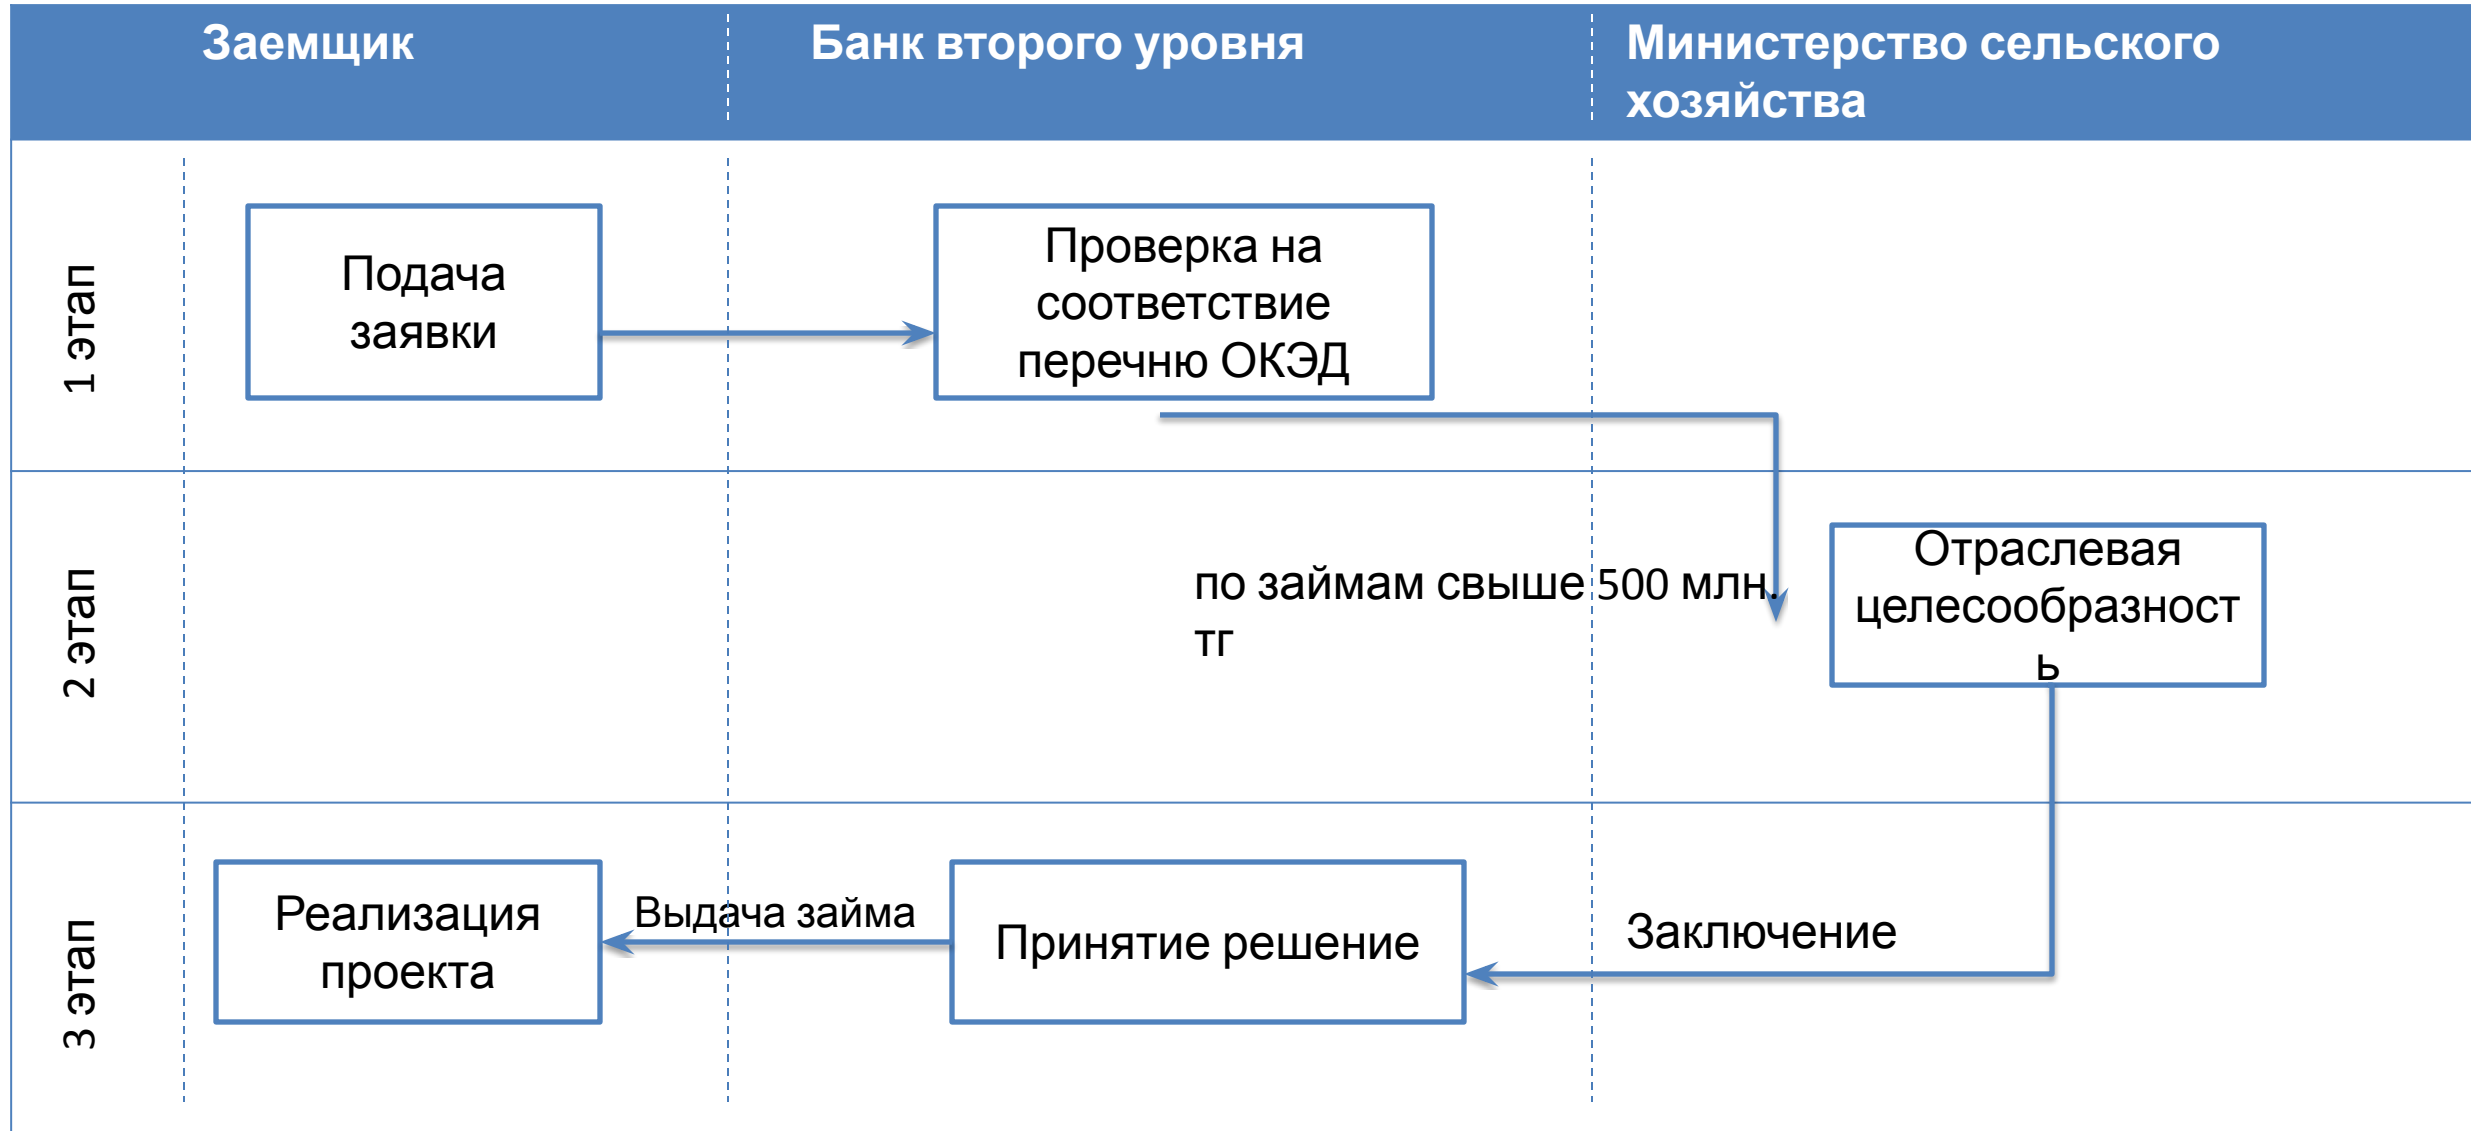 Заемщик
Банк второго уровня
Министерство сельского
хозяйства
1 этап
Подача
заявки
Проверка на
соответствие
перечню ОКЭД
2 этап
по займам свыше 500 млн.
тг
Отраслевая
целесообразност
ь
3 этап
Реализация
проекта
Выдача займа
Принятие решение
Заключение